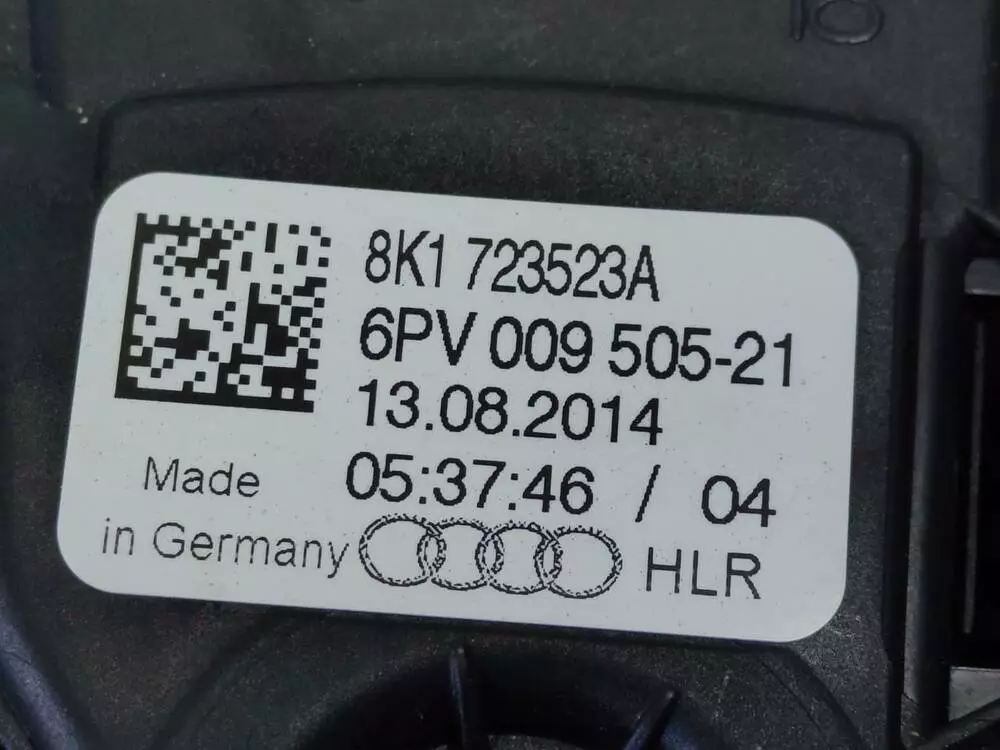 8K1 723523A
6PV 009 505-21
13.08.2014
05:37:46 / 04
Made
in Germany HLR